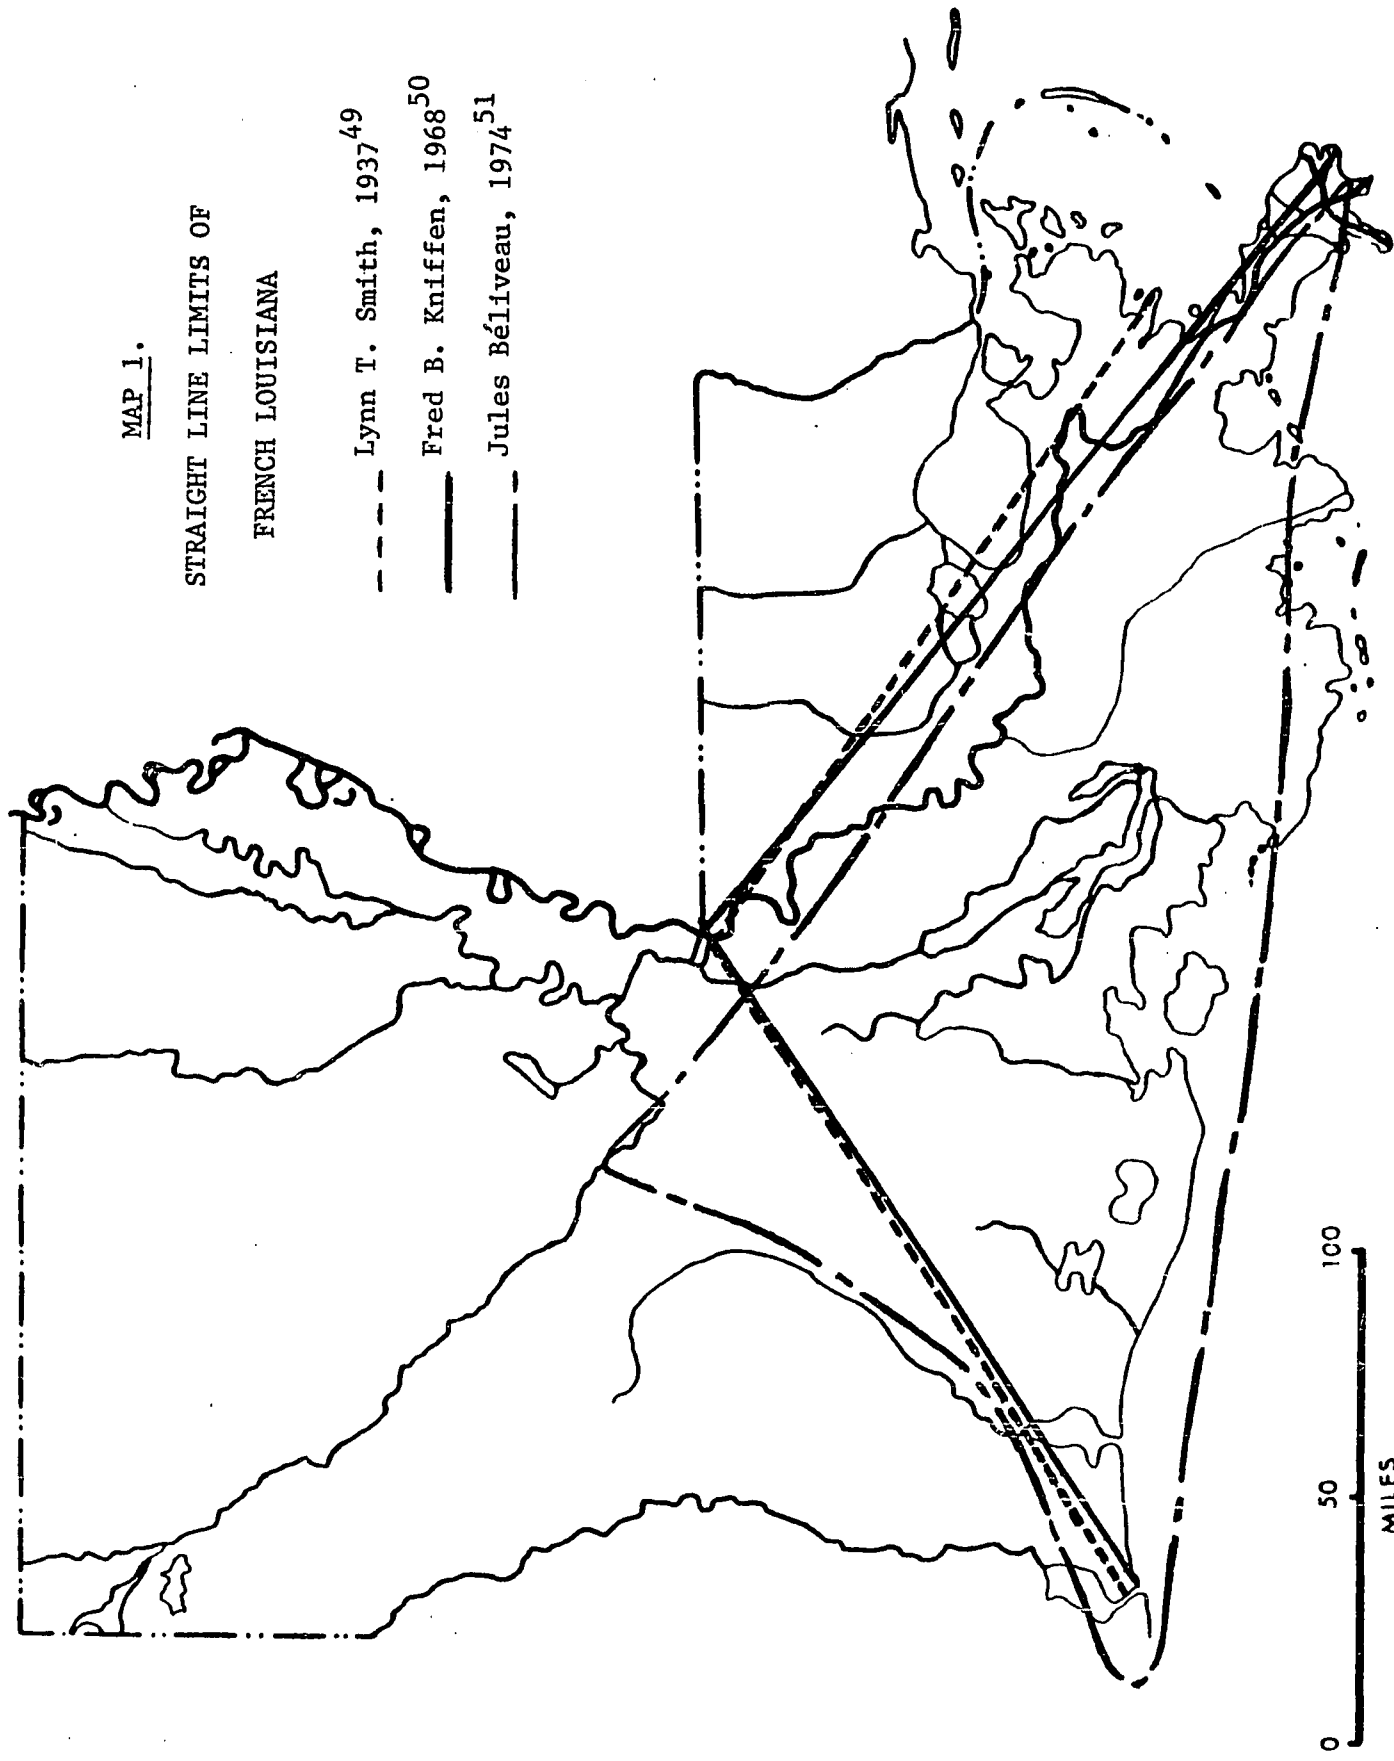 MAP 1.
STRAIGHT LINE LIMITS OF
FRENCH LOUISIANA
Lynn T. Smith, 1937⁴⁹
Fred B. Kniffen, 1968⁵⁰
Jules Béliveau, 1974⁵¹
0 50 100
MILES